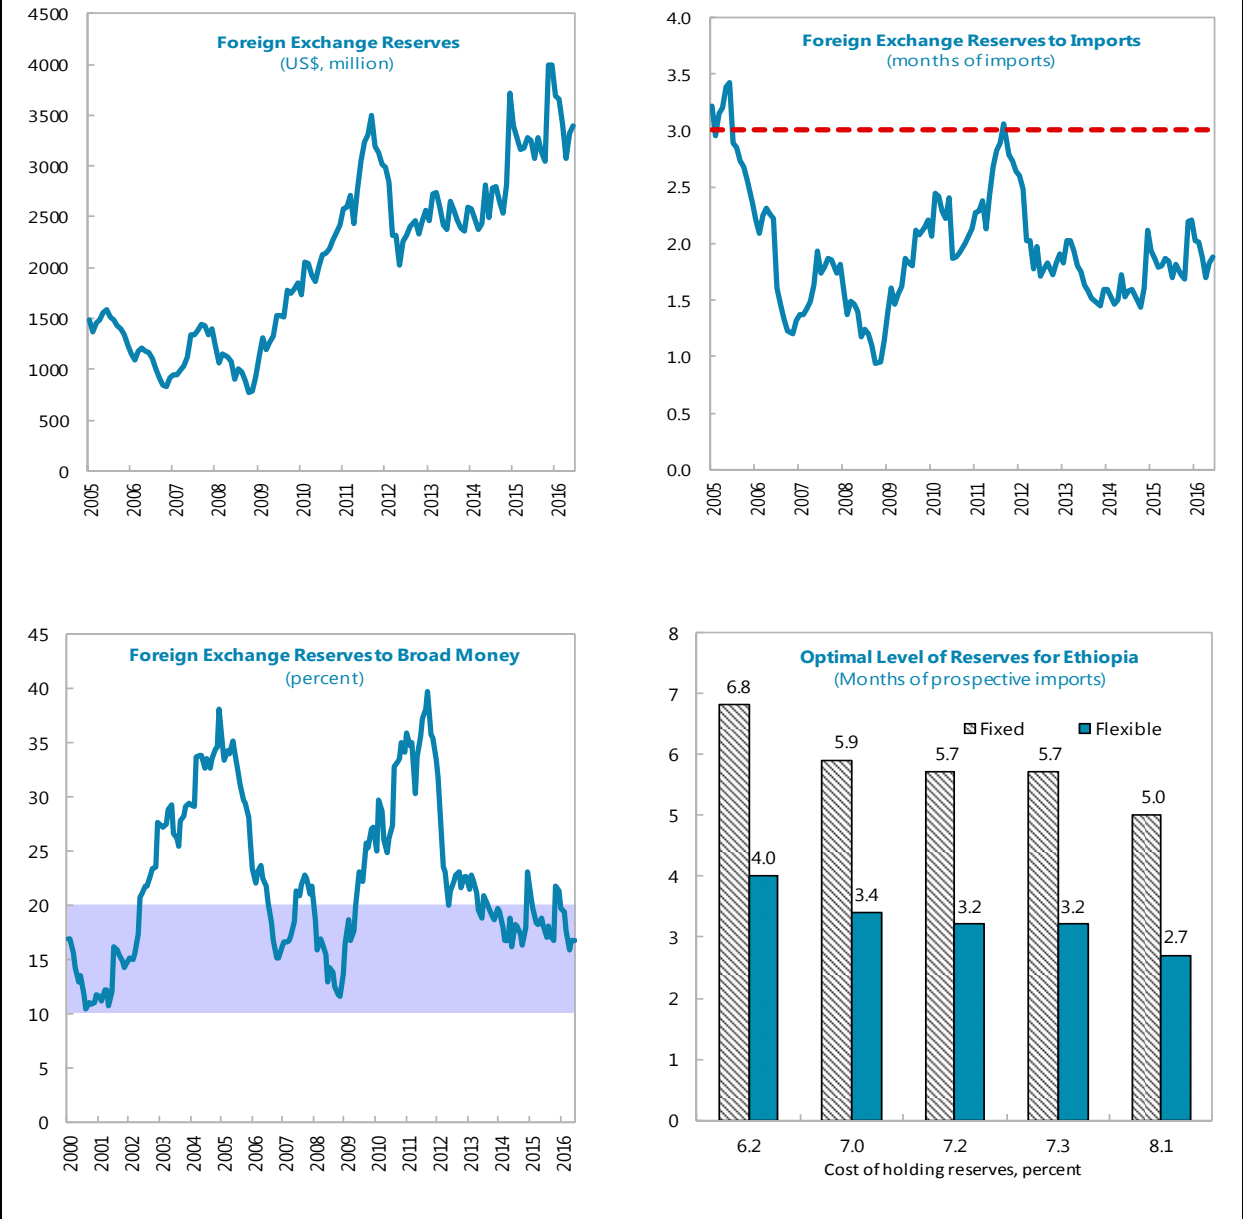 Foreign Exchange Reserves
(US$, million)
4500
4000
3500
3000
2500
2000
1500
1000
500
0
2005 2006 2007 2008 2009 2010 2011 2012 2013 2014 2015 2016
Foreign Exchange Reserves to Imports
(months of imports)
4.0
3.5
3.0
2.5
2.0
1.5
1.0
0.5
0.0
2005 2006 2007 2008 2009 2010 2011 2012 2013 2014 2015 2016
Foreign Exchange Reserves to Broad Money
(percent)
45
40
35
30
25
20
15
10
5
0
2000 2001 2002 2003 2004 2005 2006 2007 2008 2009 2010 2011 2012 2013 2014 2015 2016
Optimal Level of Reserves for Ethiopia
(Months of prospective imports)
Fixed Flexible
8
7
6
5
4
3
2
1
0
6.8 5.9 5.7 5.7 5.0
4.0 3.4 3.2 3.2 2.7
6.2 7.0 7.2 7.3 8.1
Cost of holding reserves, percent